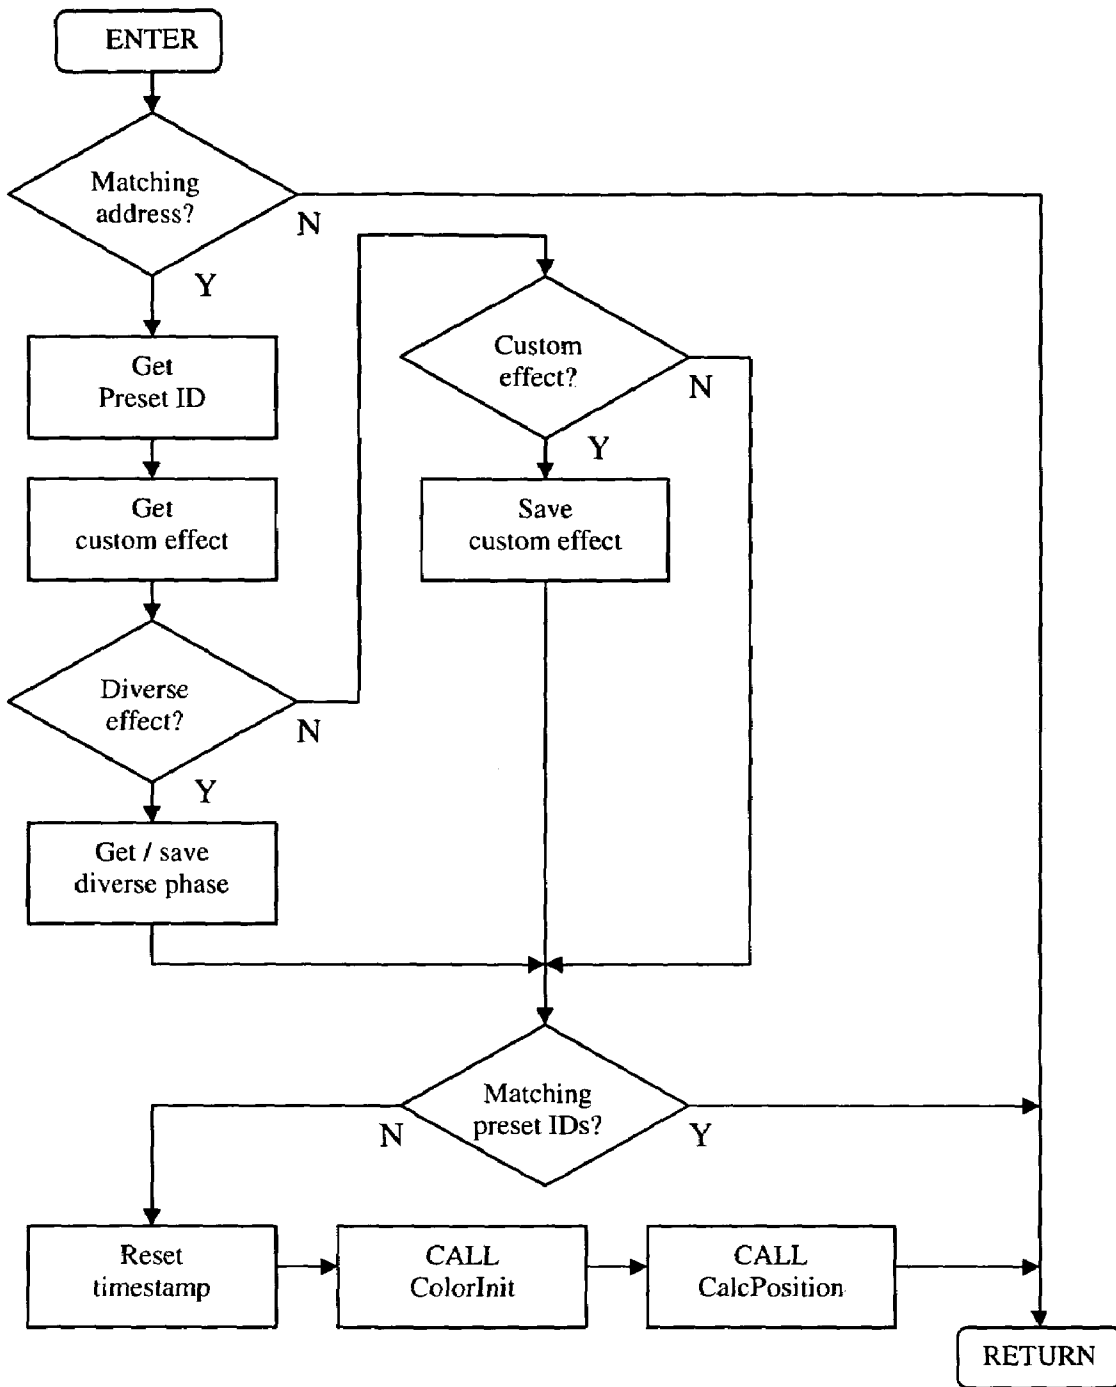 ENTER
Matching
address?
N
Y
Get
Preset ID
Custom
effect?
N
Y
Get
custom effect
Save
custom effect
Diverse
effect?
N
Y
Get / save
diverse phase
Matching
preset IDs?
N
Y
Reset
timestamp
CALL
ColorInit
CALL
CalcPosition
RETURN